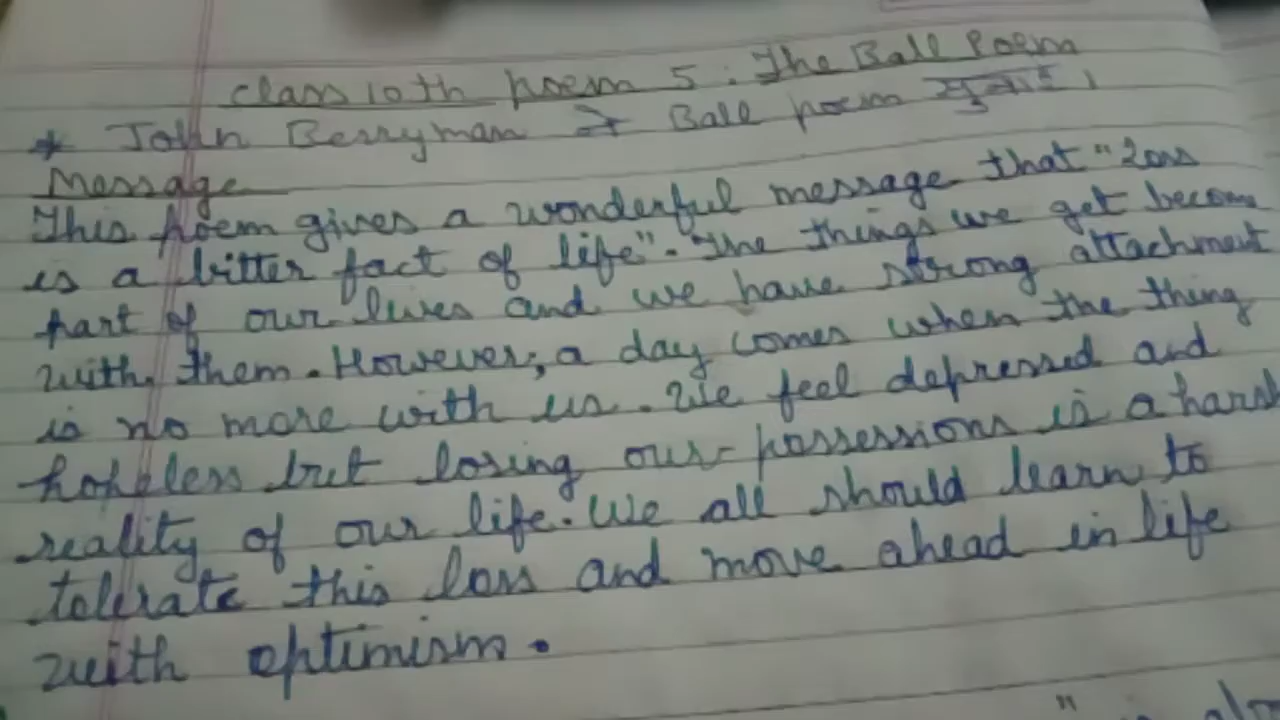 class 10th poem 5. The Ball Poem
* John Berryman → Ball poem सुनाई।
Message
This poem gives a wonderful message that "Loss
is a bitter fact of life". The things we get become
part of our lives and we have strong attachment
with them. However, a day comes when the thing
is no more with us. We feel depressed and
hopeless but losing our possessions is a harsh
reality of our life. We all should learn to
tolerate this loss and move ahead in life
with optimism.
"